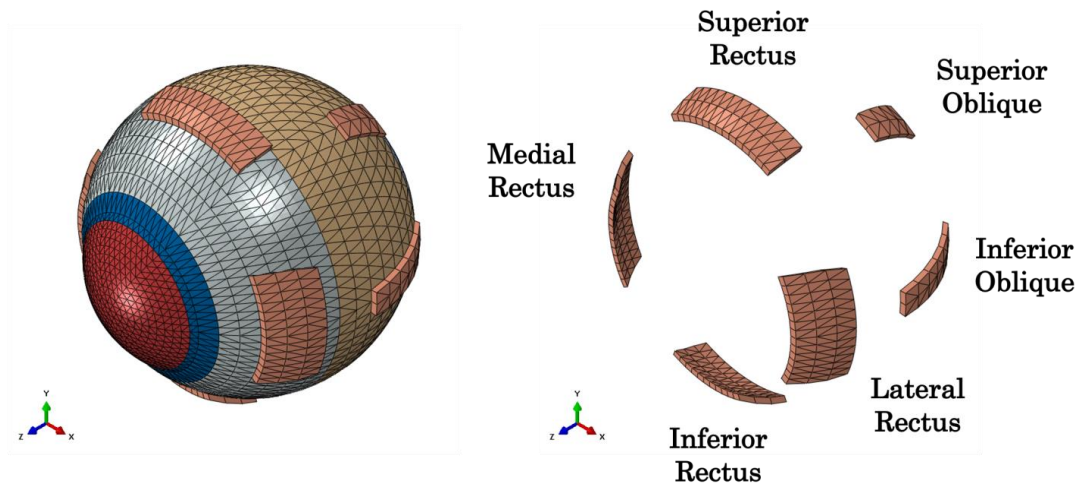 Superior
Rectus
Superior
Oblique
Medial
Rectus
Inferior
Oblique
Lateral
Rectus
Inferior
Rectus
Y
Z
X
Y
Z
X